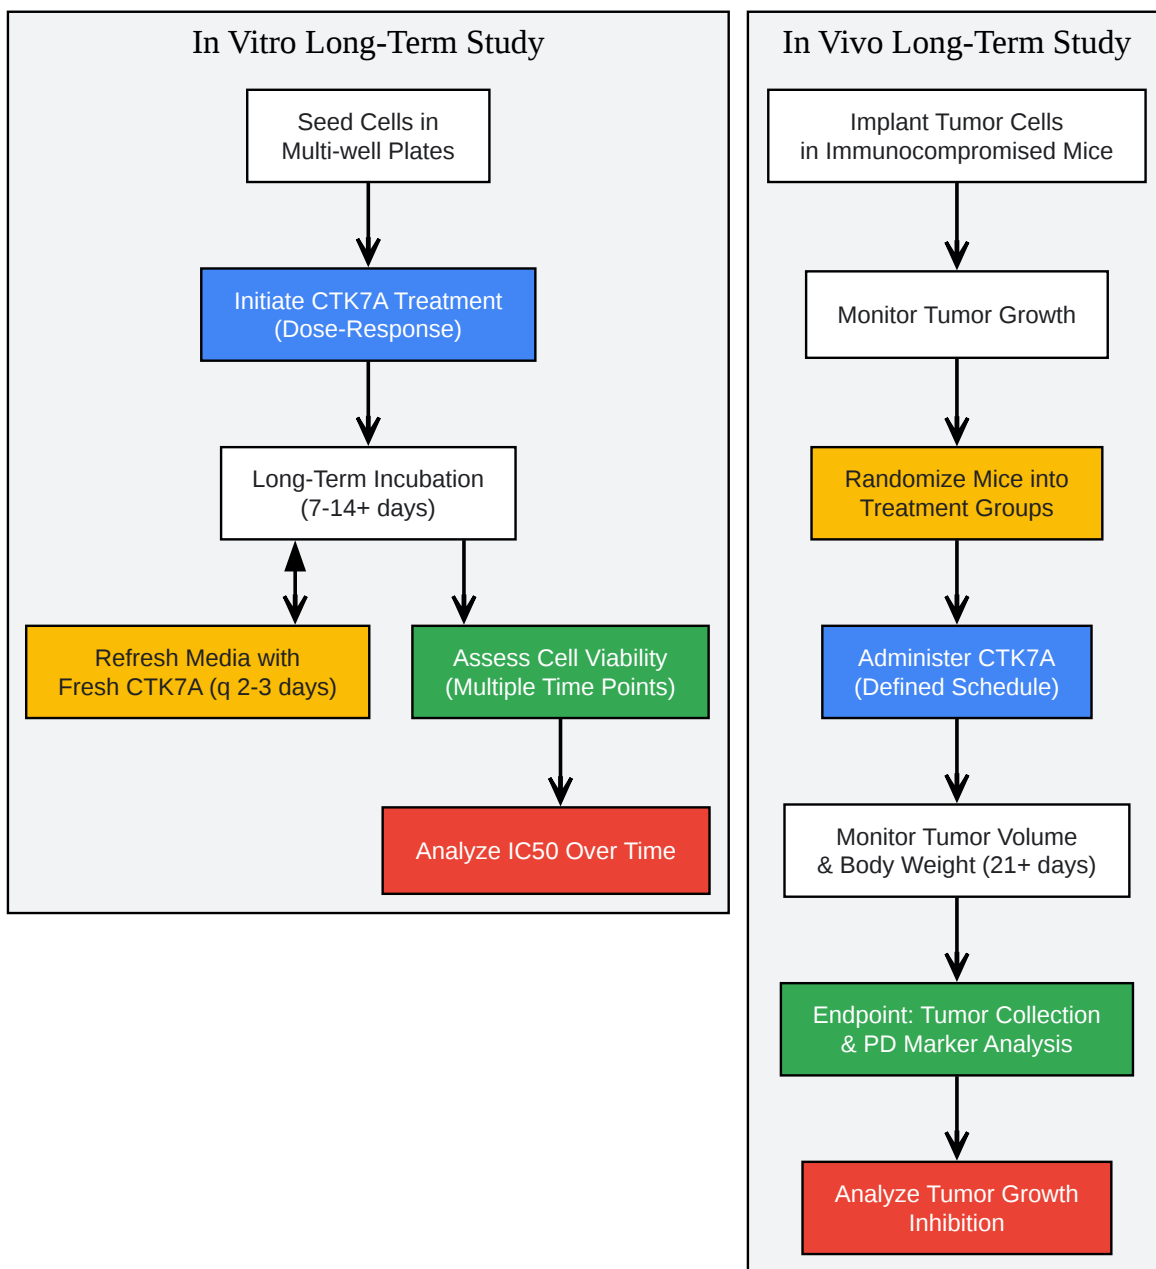 In Vitro Long-Term Study
Seed Cells in
Multi-well Plates
Initiate CTK7A Treatment
(Dose-Response)
Long-Term Incubation
(7-14+ days)
Refresh Media with
Fresh CTK7A (q 2-3 days)
Assess Cell Viability
(Multiple Time Points)
Analyze IC50 Over Time
In Vivo Long-Term Study
Implant Tumor Cells
in Immunocompromised Mice
Monitor Tumor Growth
Randomize Mice into
Treatment Groups
Administer CTK7A
(Defined Schedule)
Monitor Tumor Volume
& Body Weight (21+ days)
Endpoint: Tumor Collection
& PD Marker Analysis
Analyze Tumor Growth
Inhibition